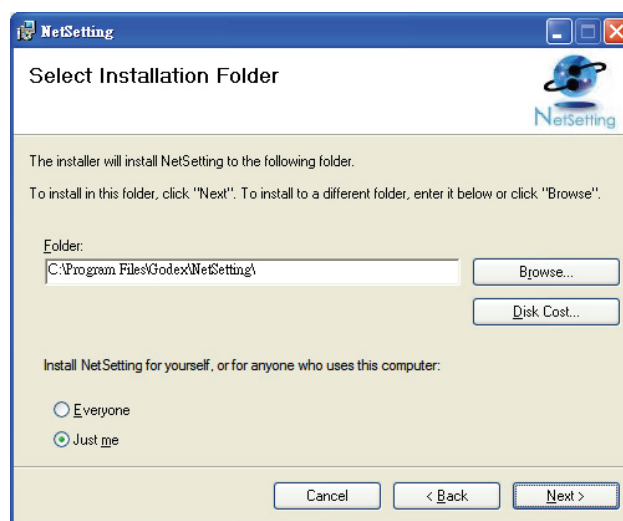 NetSetting
Select Installation Folder
NetSetting
The installer will install NetSetting to the following folder.
To install in this folder, click "Next". To install to a different folder, enter it below or click "Browse".
Folder:
C:\Program Files\Godex\NetSetting\
Browse...
Disk Cost...
Install NetSetting for yourself, or for anyone who uses this computer:
Everyone
Just me
Cancel
< Back
Next >